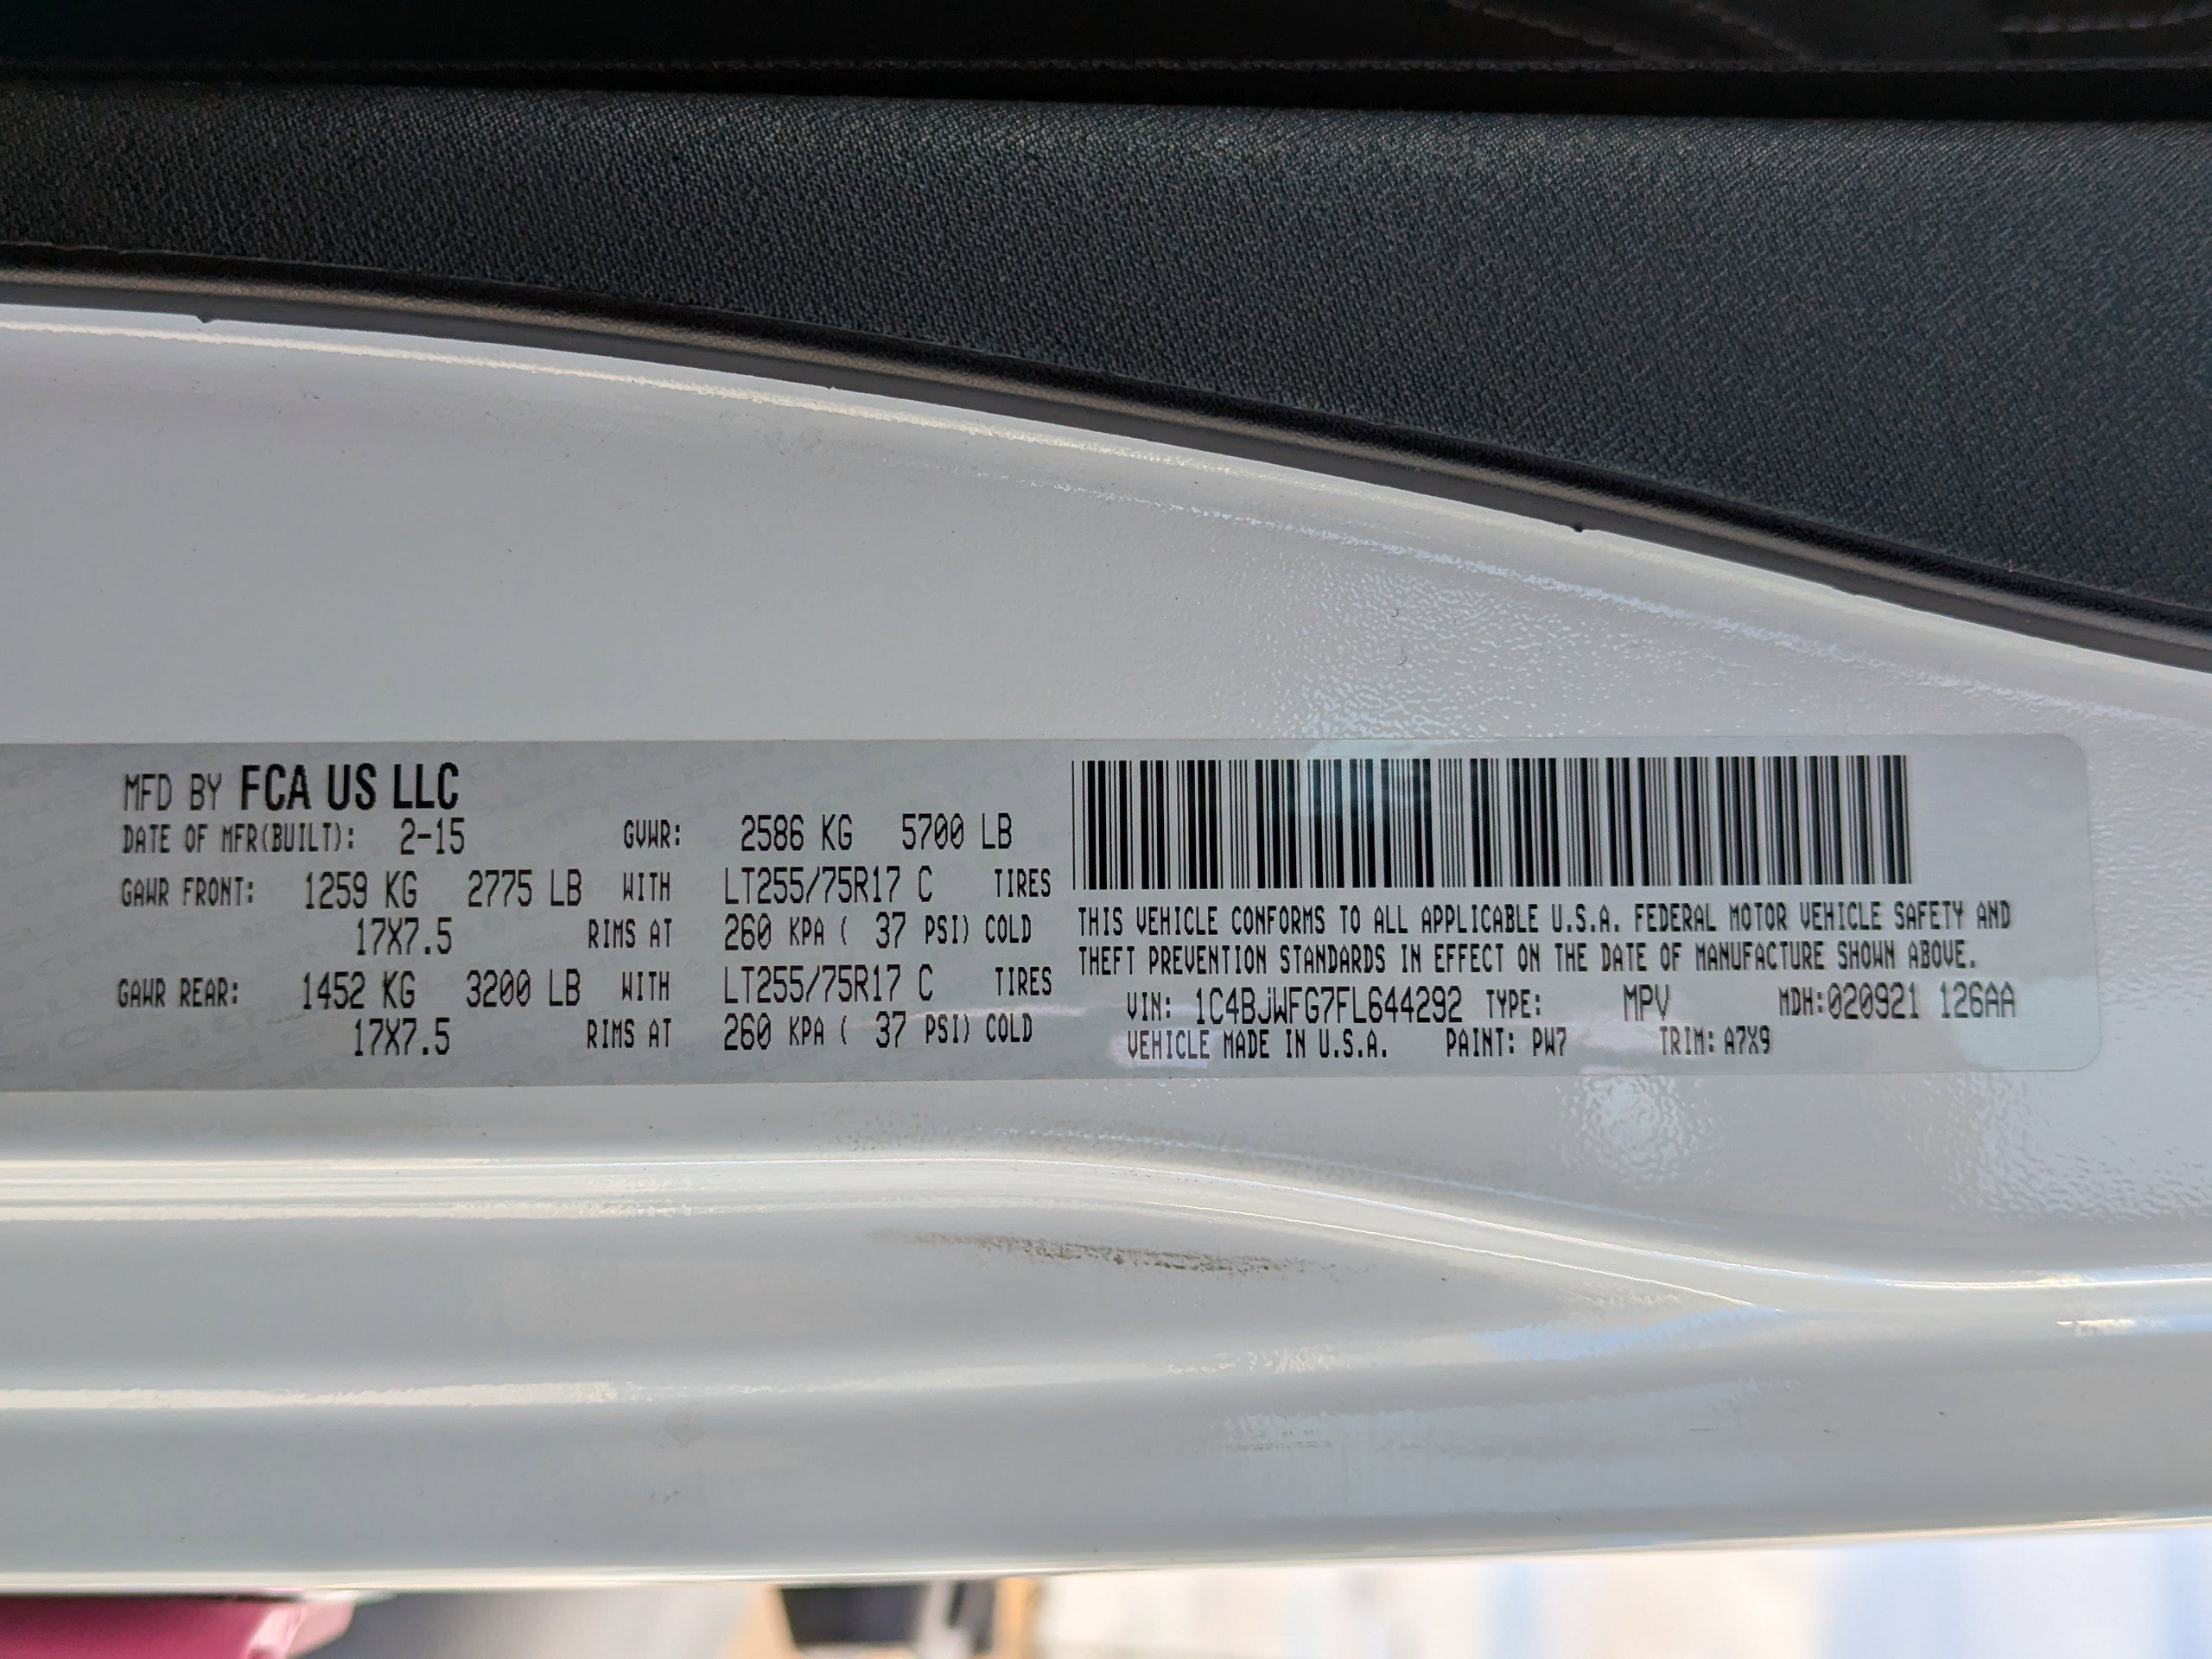 MFD BY FCA US LLC
DATE OF MFR(BUILT): 2-15 GVWR: 2586 KG 5700 LB
GAWR FRONT: 1259 KG 2775 LB WITH LT255/75R17 C TIRES
17X7.5 RIMS AT 260 KPA ( 37 PSI) COLD
GAWR REAR: 1452 KG 3200 LB WITH LT255/75R17 C TIRES
17X7.5 RIMS AT 260 KPA ( 37 PSI) COLD
THIS VEHICLE CONFORMS TO ALL APPLICABLE U.S.A. FEDERAL MOTOR VEHICLE SAFETY AND
THEFT PREVENTION STANDARDS IN EFFECT ON THE DATE OF MANUFACTURE SHOWN ABOVE.
VIN: 1C4BJWFG7FL644292 TYPE: MPV MDH:020921 126AA
VEHICLE MADE IN U.S.A. PAINT: PW7 TRIM: A7X9